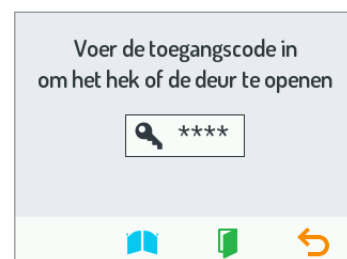 Voer de toegangscode in
om het hek of de deur te openen
****